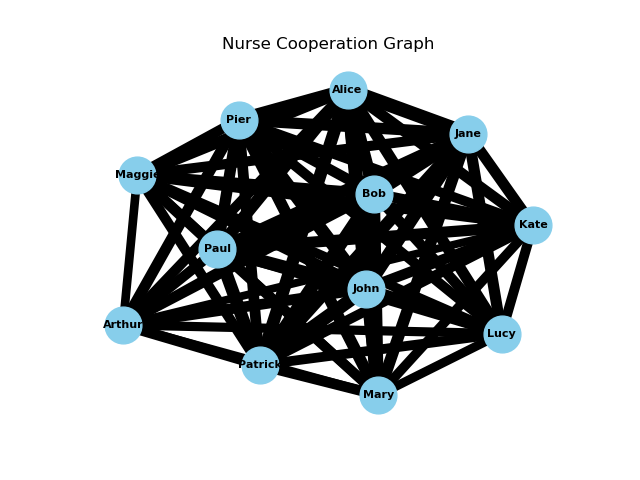 Nurse Cooperation Graph
Alice
Pier
Jane
Maggie
Bob
Kate
Paul
John
Arthur
Lucy
Patrick
Mary